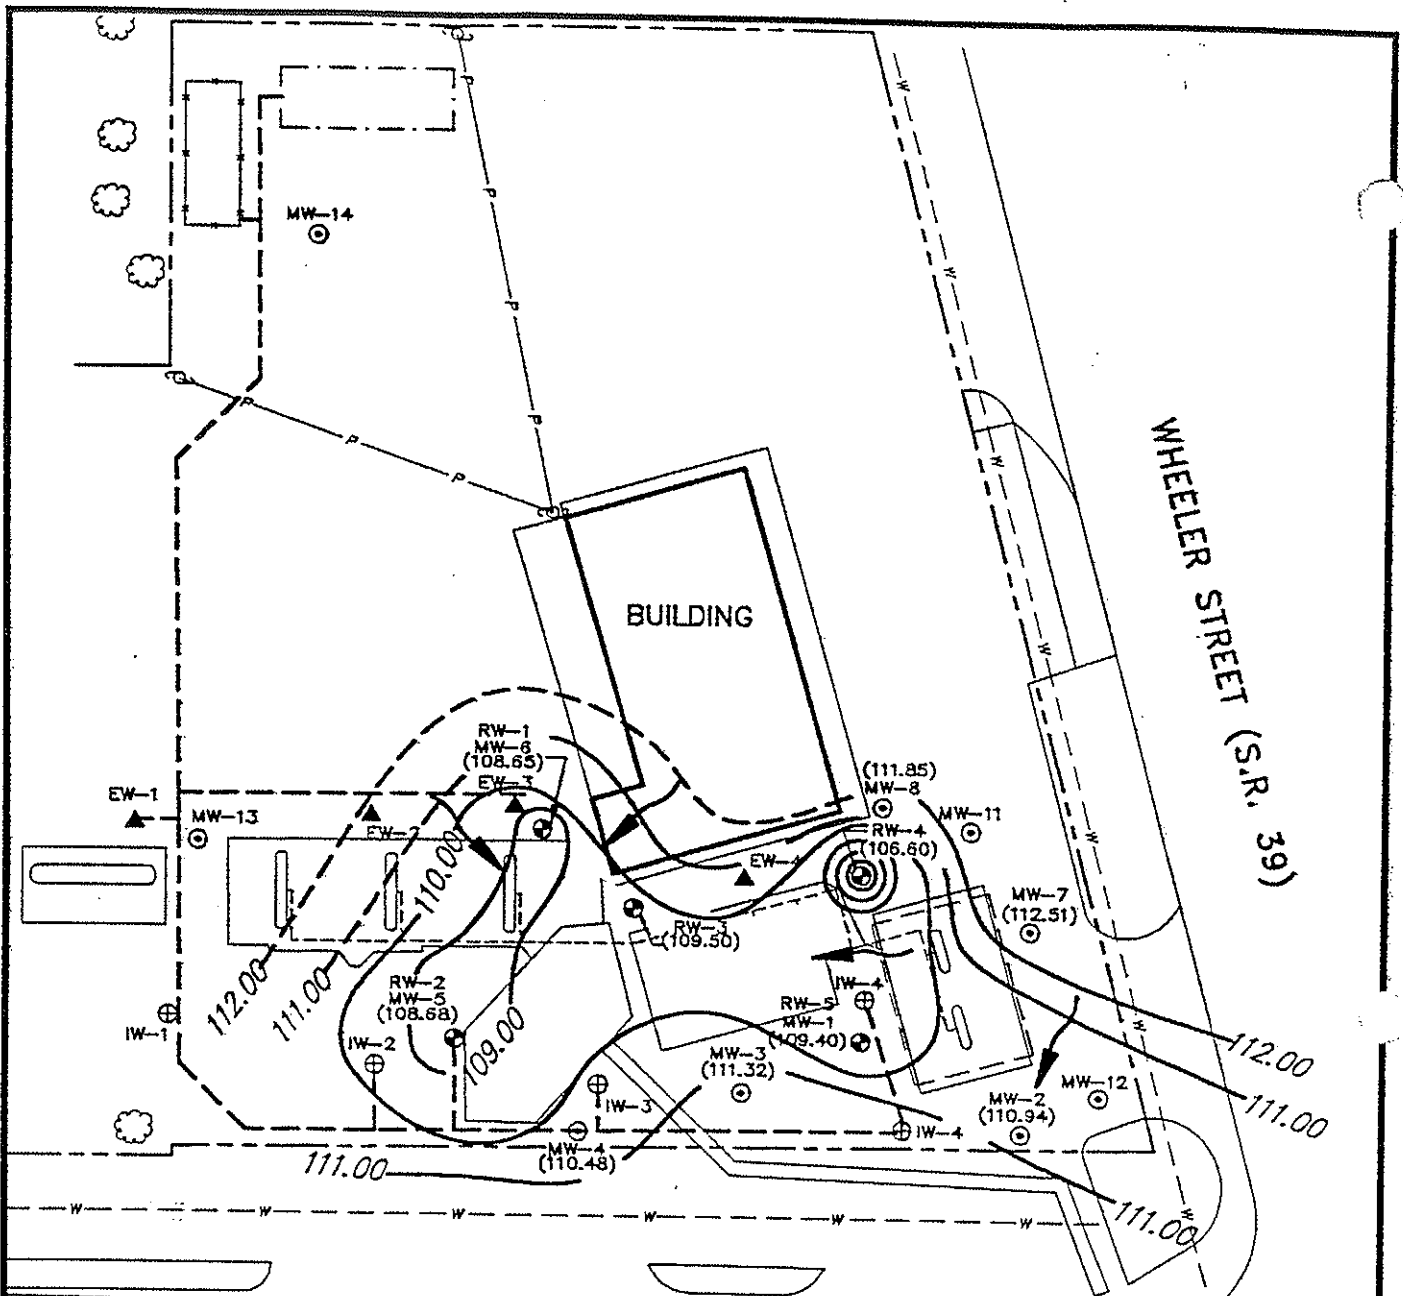 MW-14
WHEELER STREET (S.R. 39)
BUILDING
RW-1
MW-6
(108.65)
EW-3
EW-1
MW-13
EW-2
(111.85)
MW-8
MW-11
RW-4
(106.60)
EW-4
110.00
MW-7
(112.51)
RW-3
(109.50)
112.00
111.00
RW-2
MW-5
(108.68)
109.00
IW-4
RW-5
MW-1
(109.40)
IW-1
IW-2
MW-3
(111.32)
112.00
IW-3
MW-2
(110.94)
MW-12
111.00
IW-4
MW-4
(110.48)
111.00
111.00
P
P
P
P
P
P
P
W
W
W
W
W
W
W
W
W
W
W
W
W
W